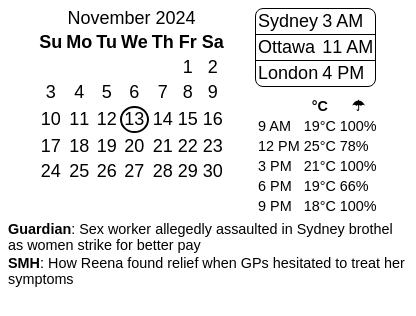 November 2024
Su Mo Tu We Th Fr Sa
1 2
3 4 5 6 7 8 9
10 11 12 13 14 15 16
17 18 19 20 21 22 23
24 25 26 27 28 29 30
Sydney 3 AM
Ottawa 11 AM
London 4 PM
°C ☂
9 AM 19°C 100%
12 PM 25°C 78%
3 PM 21°C 100%
6 PM 19°C 66%
9 PM 18°C 100%
Guardian: Sex worker allegedly assaulted in Sydney brothel
as women strike for better pay
SMH: How Reena found relief when GPs hesitated to treat her
symptoms